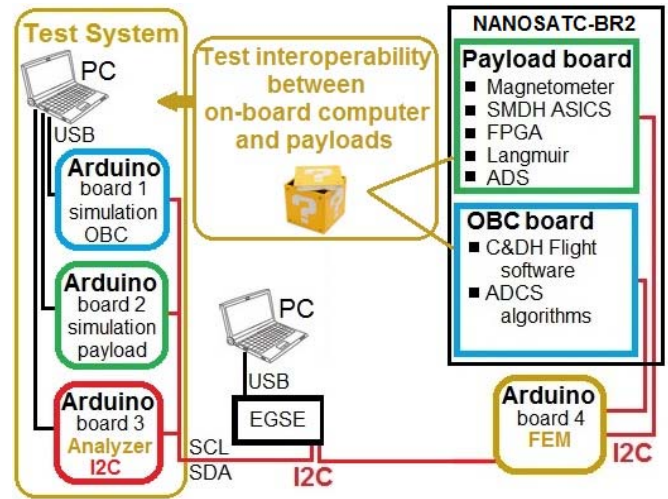 Test System
PC
USB
Arduino
board 1
simulation
OBC
Arduino
board 2
simulation
payload
Arduino
board 3
Analyzer
I2C
SCL
SDA
Test interoperability
between
on-board computer
and payloads
?
?
?
PC
USB
EGSE
I2C
NANOSATC-BR2
Payload board
■ Magnetometer
■ SMDH ASICS
■ FPGA
■ Langmuir
■ ADS
OBC board
■ C&DH Flight
software
■ ADCS
algorithms
Arduino
board 4
FEM
I2C